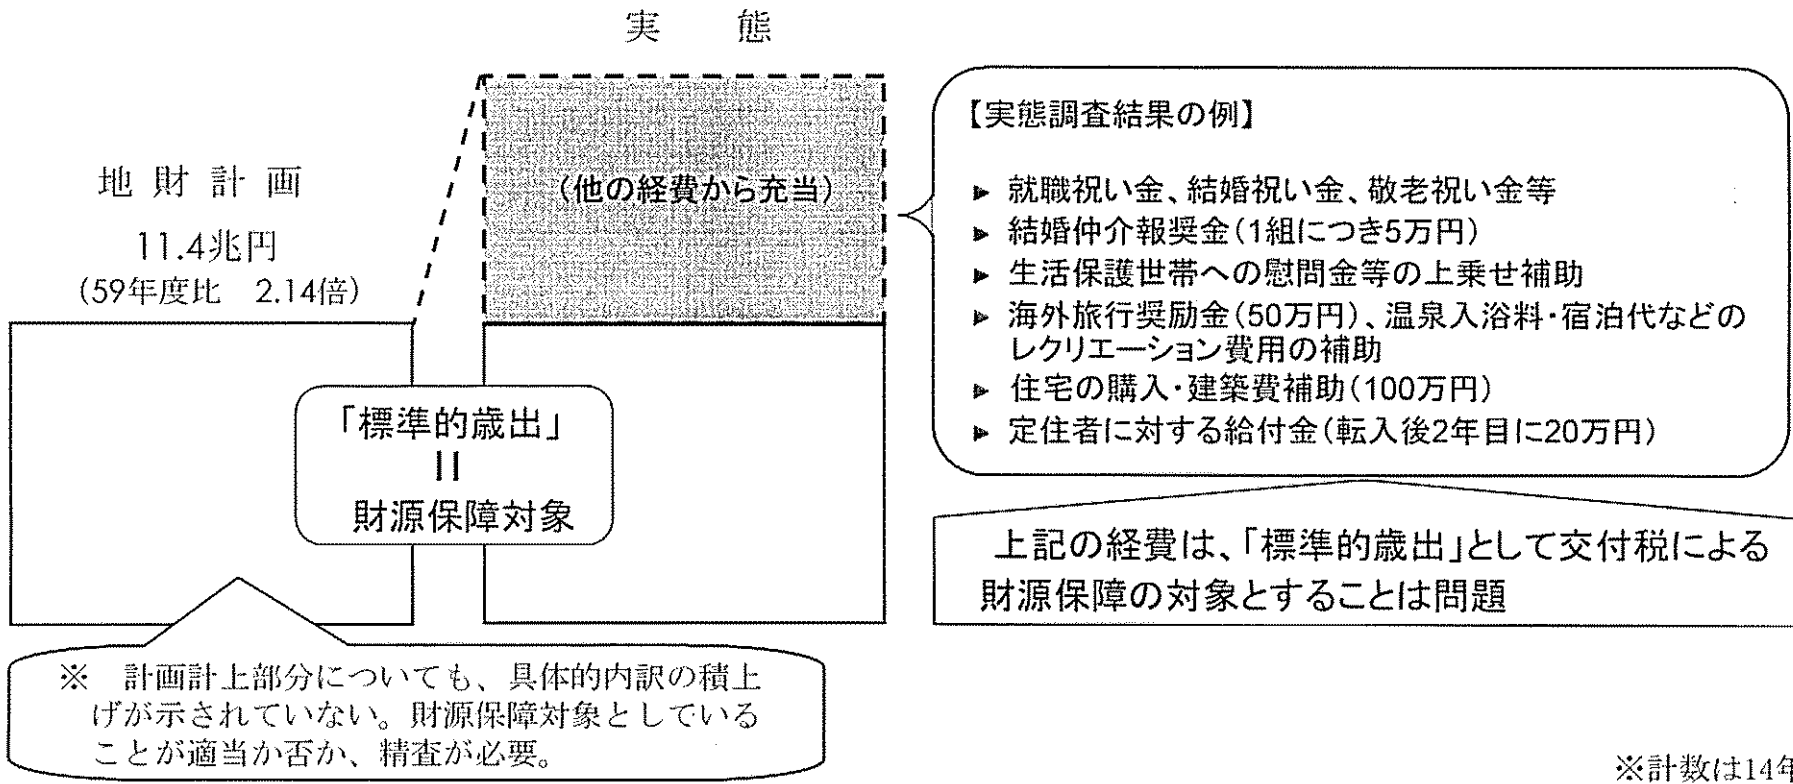 実　態
地 財 計 画
11.4兆円
(59年度比　2.14倍)
(他の経費から充当)
「標準的歳出」
||
財源保障対象
【実態調査結果の例】
► 就職祝い金、結婚祝い金、敬老祝い金等
► 結婚仲介報奨金(1組につき5万円)
► 生活保護世帯への慰問金等の上乗せ補助
► 海外旅行奨励金(50万円)、温泉入浴料・宿泊代などの
レクリエーション費用の補助
► 住宅の購入・建築費補助(100万円)
► 定住者に対する給付金(転入後2年目に20万円)
上記の経費は、「標準的歳出」として交付税による
財源保障の対象とすることは問題
※　計画計上部分についても、具体的内訳の積上
げが示されていない。財源保障対象としている
ことが適当か否か、精査が必要。
※計数は14年